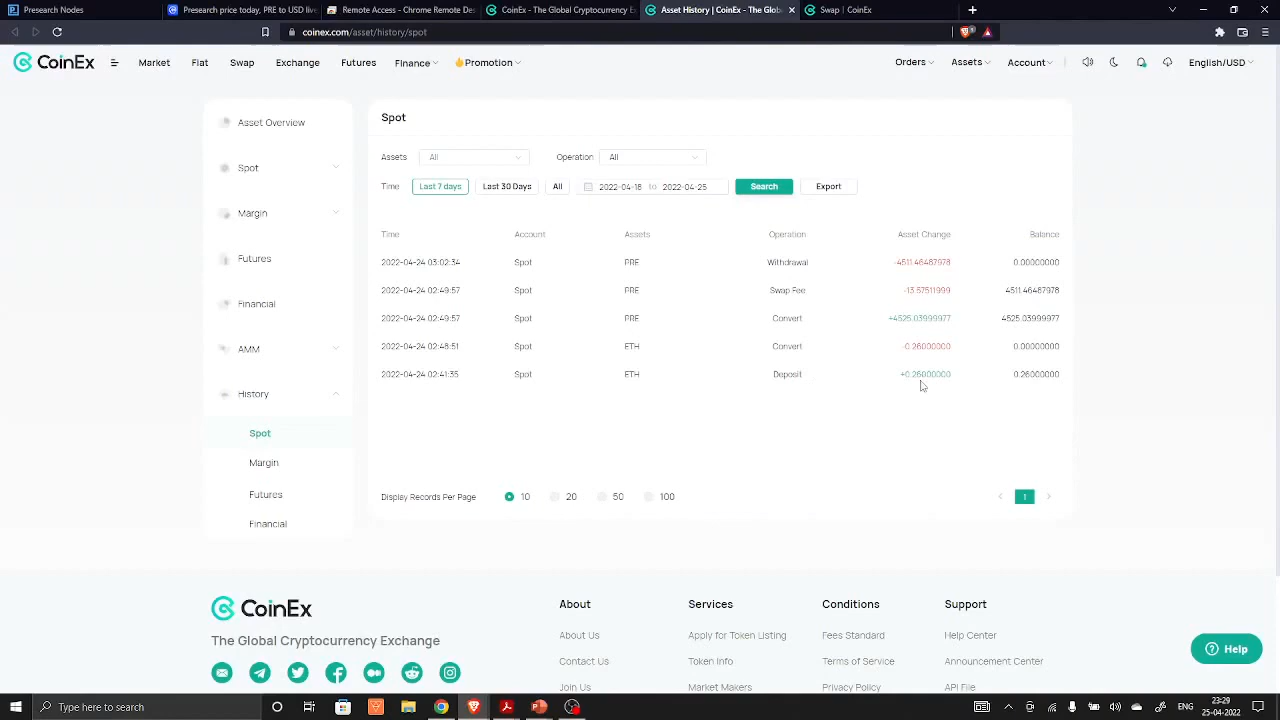 Presearch Nodes
Presearch price today, PRE to USD live
Remote Access - Chrome Remote De
CoinEx - The Global Cryptocurrency E
Asset History | CoinEx - The Glob
Swap | CoinEx
coinex.com/asset/history/spot
CoinEx Market Fiat Swap Exchange Futures Finance Promotion Orders Assets Account English/USD
Asset Overview
Spot
Margin
Futures
Financial
AMM
History
Spot
Margin
Futures
Financial
Spot
Assets All Operation All
Time Last 7 days Last 30 Days All 2022-04-18 to 2022-04-25 Search Export
Time Account Assets Operation Asset Change Balance
2022-04-24 03:02:34 Spot PRE Withdrawal -4511.46487978 0.00000000
2022-04-24 02:49:57 Spot PRE Swap Fee -13.57511999 4511.46487978
2022-04-24 02:49:57 Spot PRE Convert +4525.03999977 4525.03999977
2022-04-24 02:48:51 Spot ETH Convert -0.26000000 0.00000000
2022-04-24 02:41:35 Spot ETH Deposit +0.26000000 0.26000000
Display Records Per Page 10 20 50 100 1
CoinEx
The Global Cryptocurrency Exchange
About
About Us
Contact Us
Join Us
Services
Apply for Token Listing
Token Info
Market Makers
Conditions
Fees Standard
Terms of Service
Privacy Policy
Support
Help Center
Announcement Center
API File
Help
Type here to search
ENG
23:29
25-04-2022